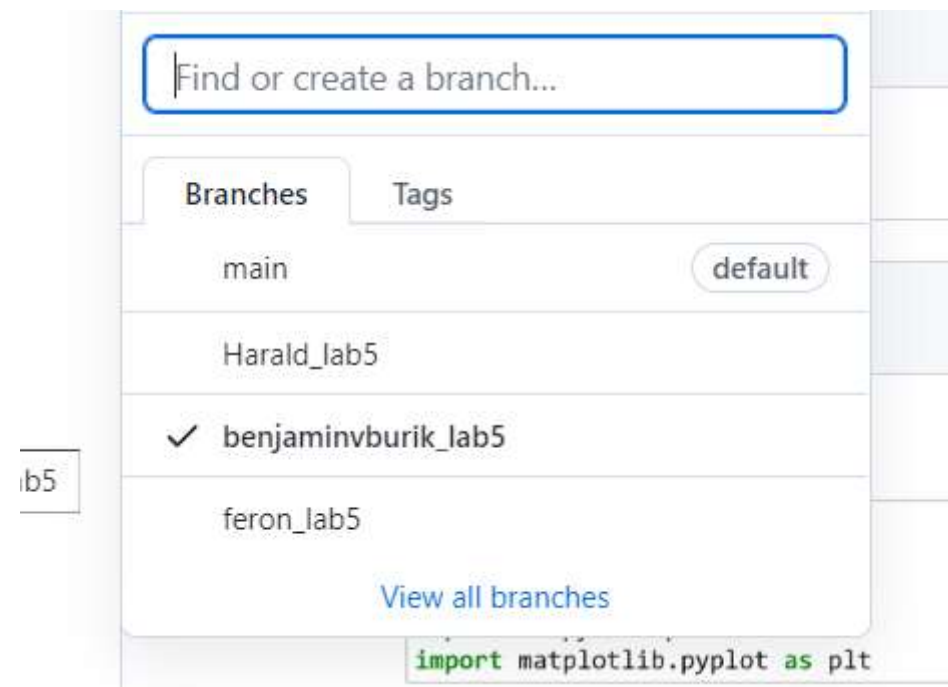 Find or create a branch...
Branches Tags
main default
Harald_lab5
benjaminvburik_lab5
ab5
feron_lab5
View all branches
import matplotlib.pyplot as plt